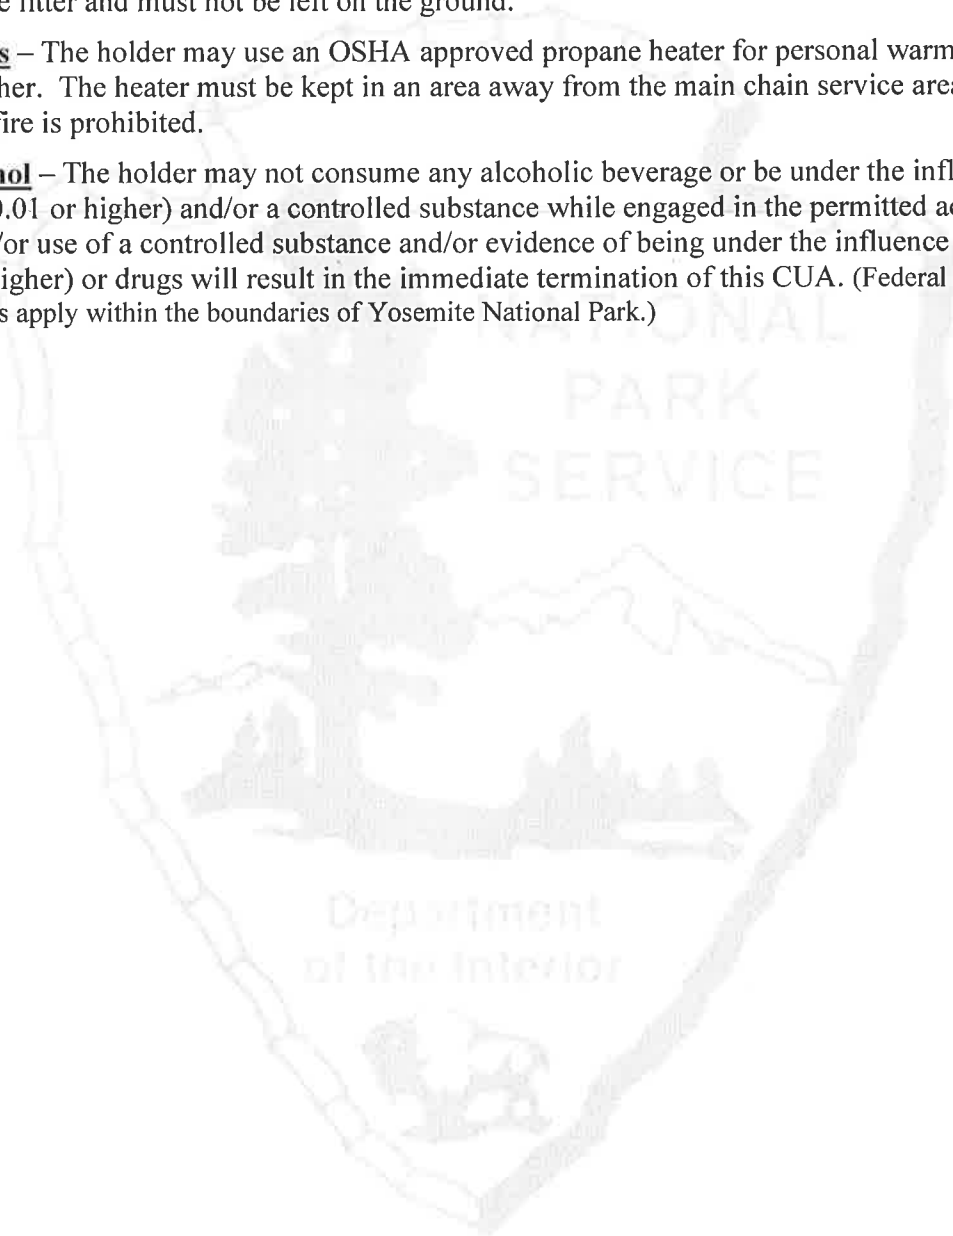 e litter and must not be left on the ground.
s – The holder may use an OSHA approved propane heater for personal warm
her. The heater must be kept in an area away from the main chain service are
fire is prohibited.
nol – The holder may not consume any alcoholic beverage or be under the infl
0.01 or higher) and/or a controlled substance while engaged in the permitted a
/or use of a controlled substance and/or evidence of being under the influence
igher) or drugs will result in the immediate termination of this CUA. (Federal
s apply within the boundaries of Yosemite National Park.)
NATIONAL
PARK
SERVICE
Department
of the Interior